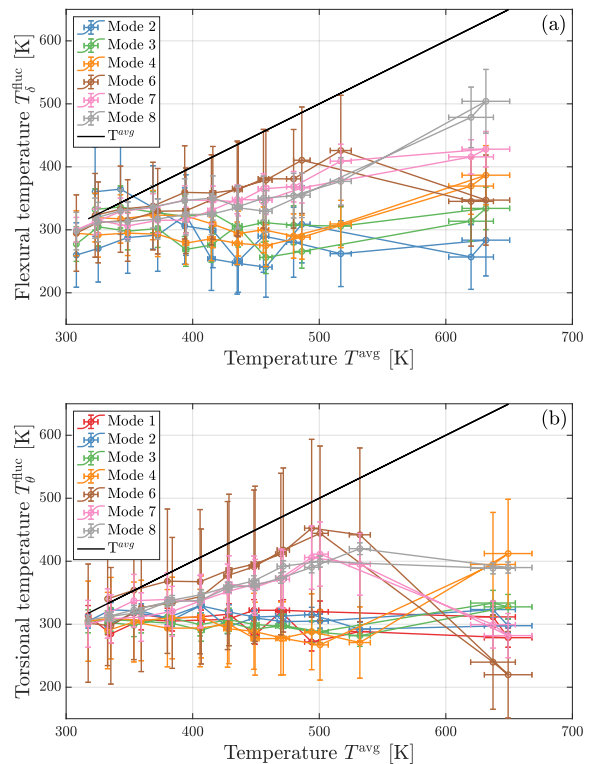 (a)
Mode 2
Mode 3
Mode 4
Mode 6
Mode 7
Mode 8
T^avg
600
500
400
300
200
Flexural temperature T_δ^fluc [K]
300 400 500 600 700
Temperature T^avg [K]
(b)
Mode 1
Mode 2
Mode 3
Mode 4
Mode 6
Mode 7
Mode 8
T^avg
600
500
400
300
200
Torsional temperature T_θ^fluc [K]
300 400 500 600 700
Temperature T^avg [K]